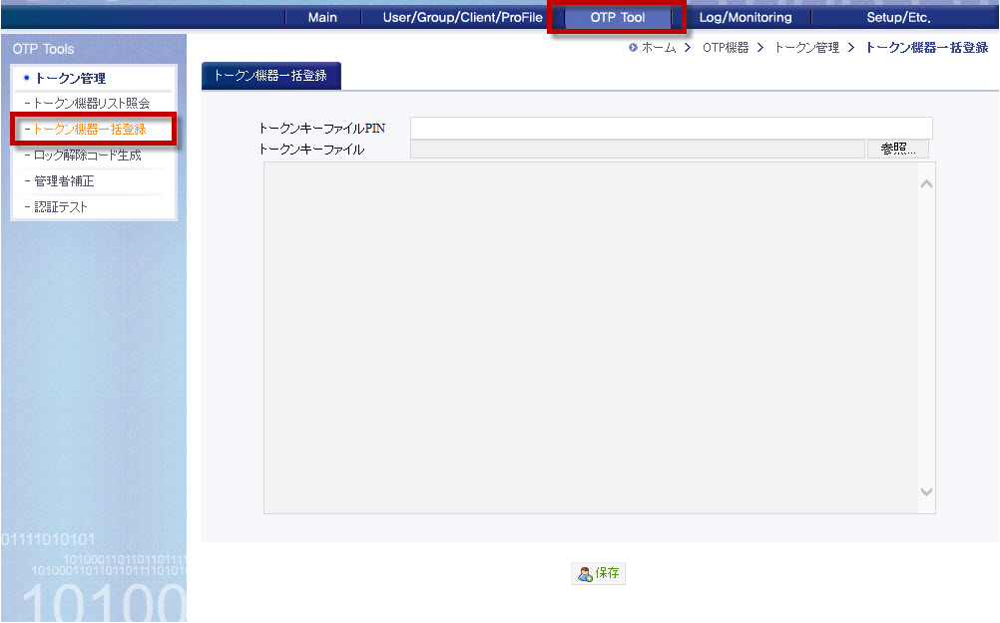 Main User/Group/Client/ProFile OTP Tool Log/Monitoring Setup/Etc.
OTP Tools
ホーム > OTP機器 > トークン管理 > トークン機器一括登録
トークン管理
トークン機器一括登録
- トークン機器リスト照会
- トークン機器一括登録
- ロック解除コード生成
- 管理者補正
- 認証テスト
トークンキーファイルPIN
トークンキーファイル 参照...
01111010101
1010001101101101111
1010001101101101111010
10100
保存